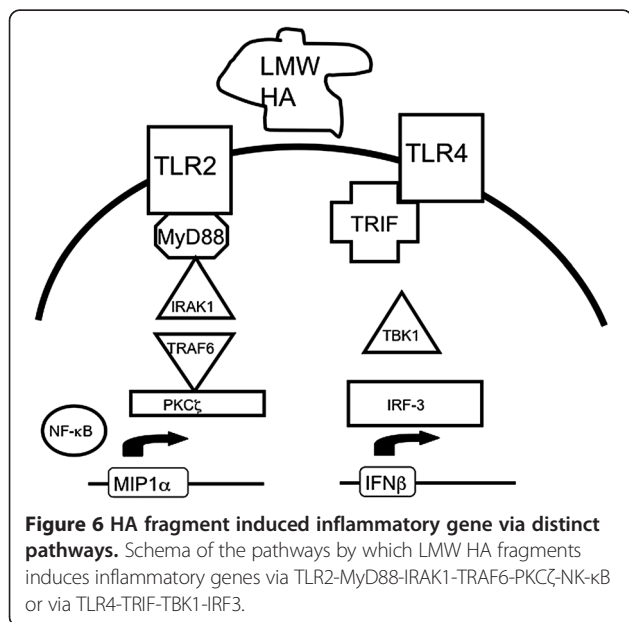 LMW
HA
TLR2
TLR4
MyD88
TRIF
IRAK1
TBK1
TRAF6
PKCζ
IRF-3
NF-κB
MIP1α
IFNβ
Figure 6 HA fragment induced inflammatory gene via distinct
pathways. Schema of the pathways by which LMW HA fragments
induces inflammatory genes via TLR2-MyD88-IRAK1-TRAF6-PKCζ-NK-κB
or via TLR4-TRIF-TBK1-IRF3.